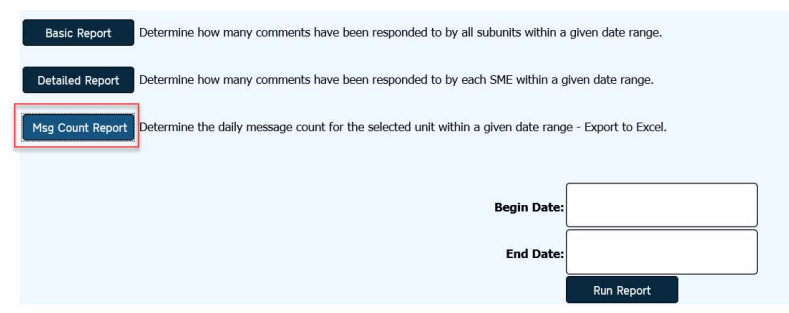 Basic Report Determine how many comments have been responded to by all subunits within a given date range.
Detailed Report Determine how many comments have been responded to by each SME within a given date range.
Msg Count Report Determine the daily message count for the selected unit within a given date range - Export to Excel.
Begin Date:
End Date:
Run Report